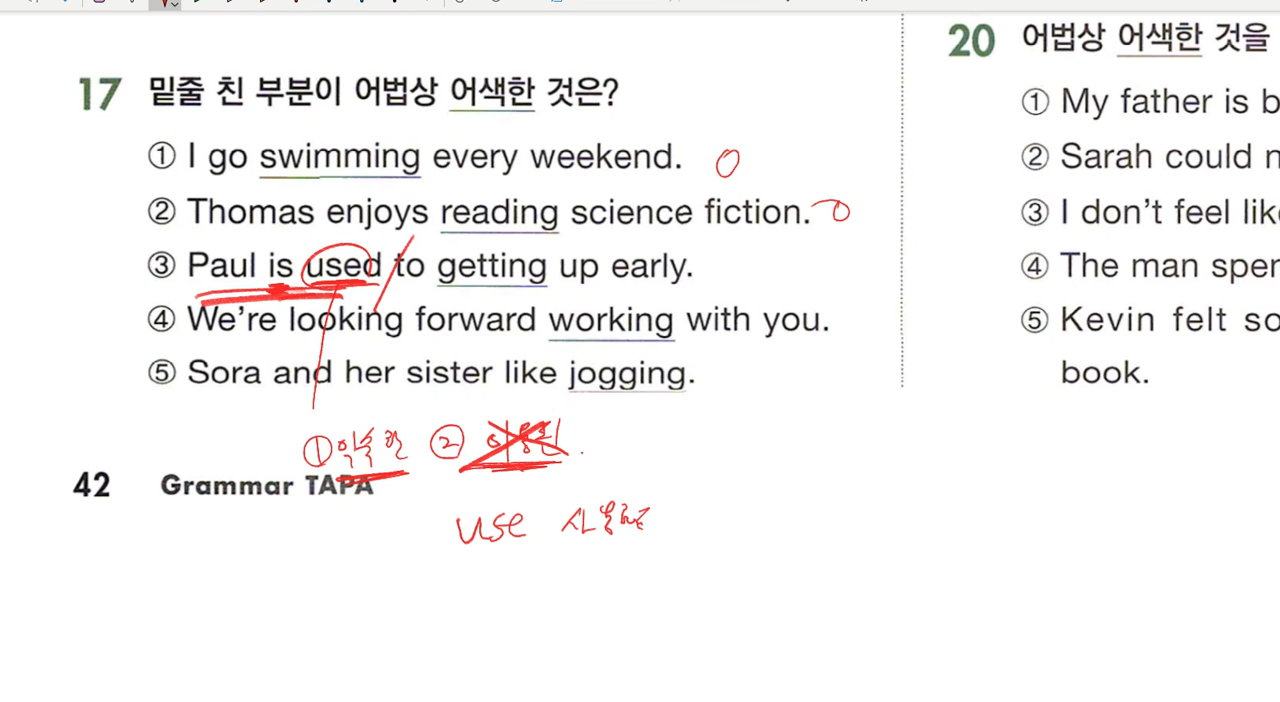 17 밑줄 친 부분이 어법상 어색한 것은?
① I go swimming every weekend.
② Thomas enjoys reading science fiction.
③ Paul is used to getting up early.
④ We're looking forward working with you.
⑤ Sora and her sister like jogging.
① 익숙한 ②
use
42 Grammar TAPA
20 어법상 어색한 것을
① My father is b
② Sarah could n
③ I don't feel lik
④ The man spen
⑤ Kevin felt so
book.